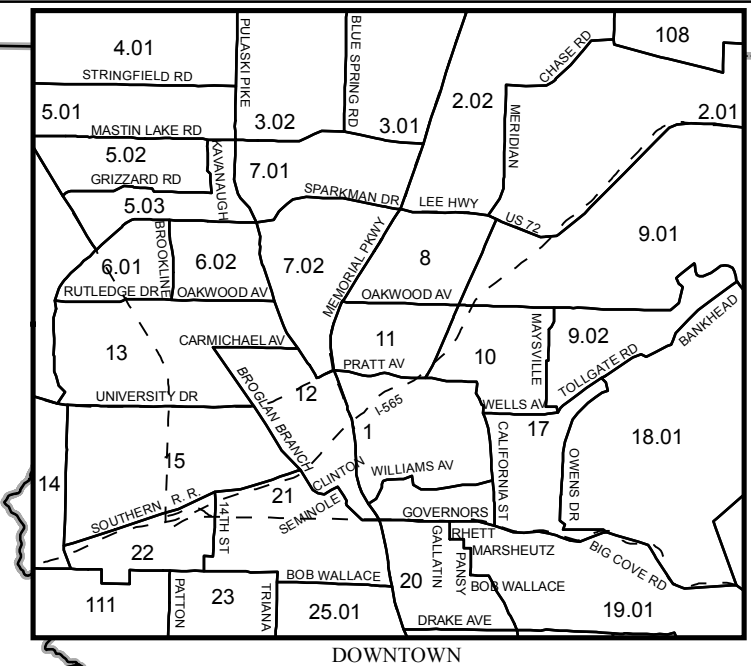 108
4.01
PULASKI PIKE
BLUE SPRING RD
CHASE RD
STRINGFIELD RD
2.02
5.01
MERIDIAN
2.01
3.02
3.01
MASTIN LAKE RD
5.02
KAVANAUGH
7.01
GRIZZARD RD
SPARKMAN DR
LEE HWY
5.03
US 72
9.01
BROOKLINE
6.01
6.02
7.02
MEMORIAL PKWY
8
RUTLEDGE DR
OAKWOOD AV
OAKWOOD AV
BANKHEAD
MAYSVILLE
9.02
CARMICHAEL AV
11
13
10
PRATT AV
TOLLGATE RD
BROGLAN BRANCH
12
UNIVERSITY DR
I-565
WELLS AV
17
1
18.01
CALIFORNIA ST
OWENS DR
15
CLINTON
WILLIAMS AV
14
21
SOUTHERN R. R.
14TH ST
SEMINOLE
GOVERNORS
RHETT
22
GALLATIN
MARSHEUTZ
PANSY
BIG COVE RD
BOB WALLACE
20
BOB WALLACE
111
PATTON
23
TRIANA
25.01
19.01
DRAKE AVE
DOWNTOWN